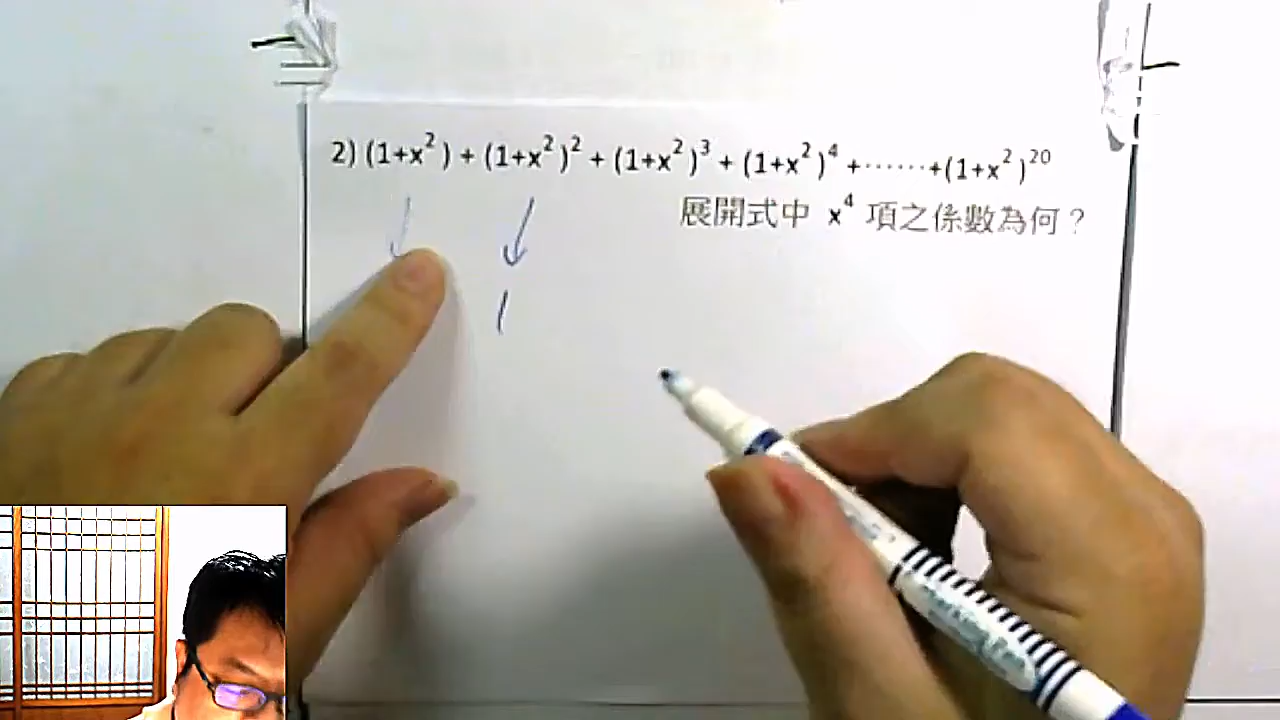 2) (1+x²) + (1+x²)² + (1+x²)³ + (1+x²)⁴ +⋯⋯+(1+x²)²⁰
展開式中 x⁴ 項之係數為何？